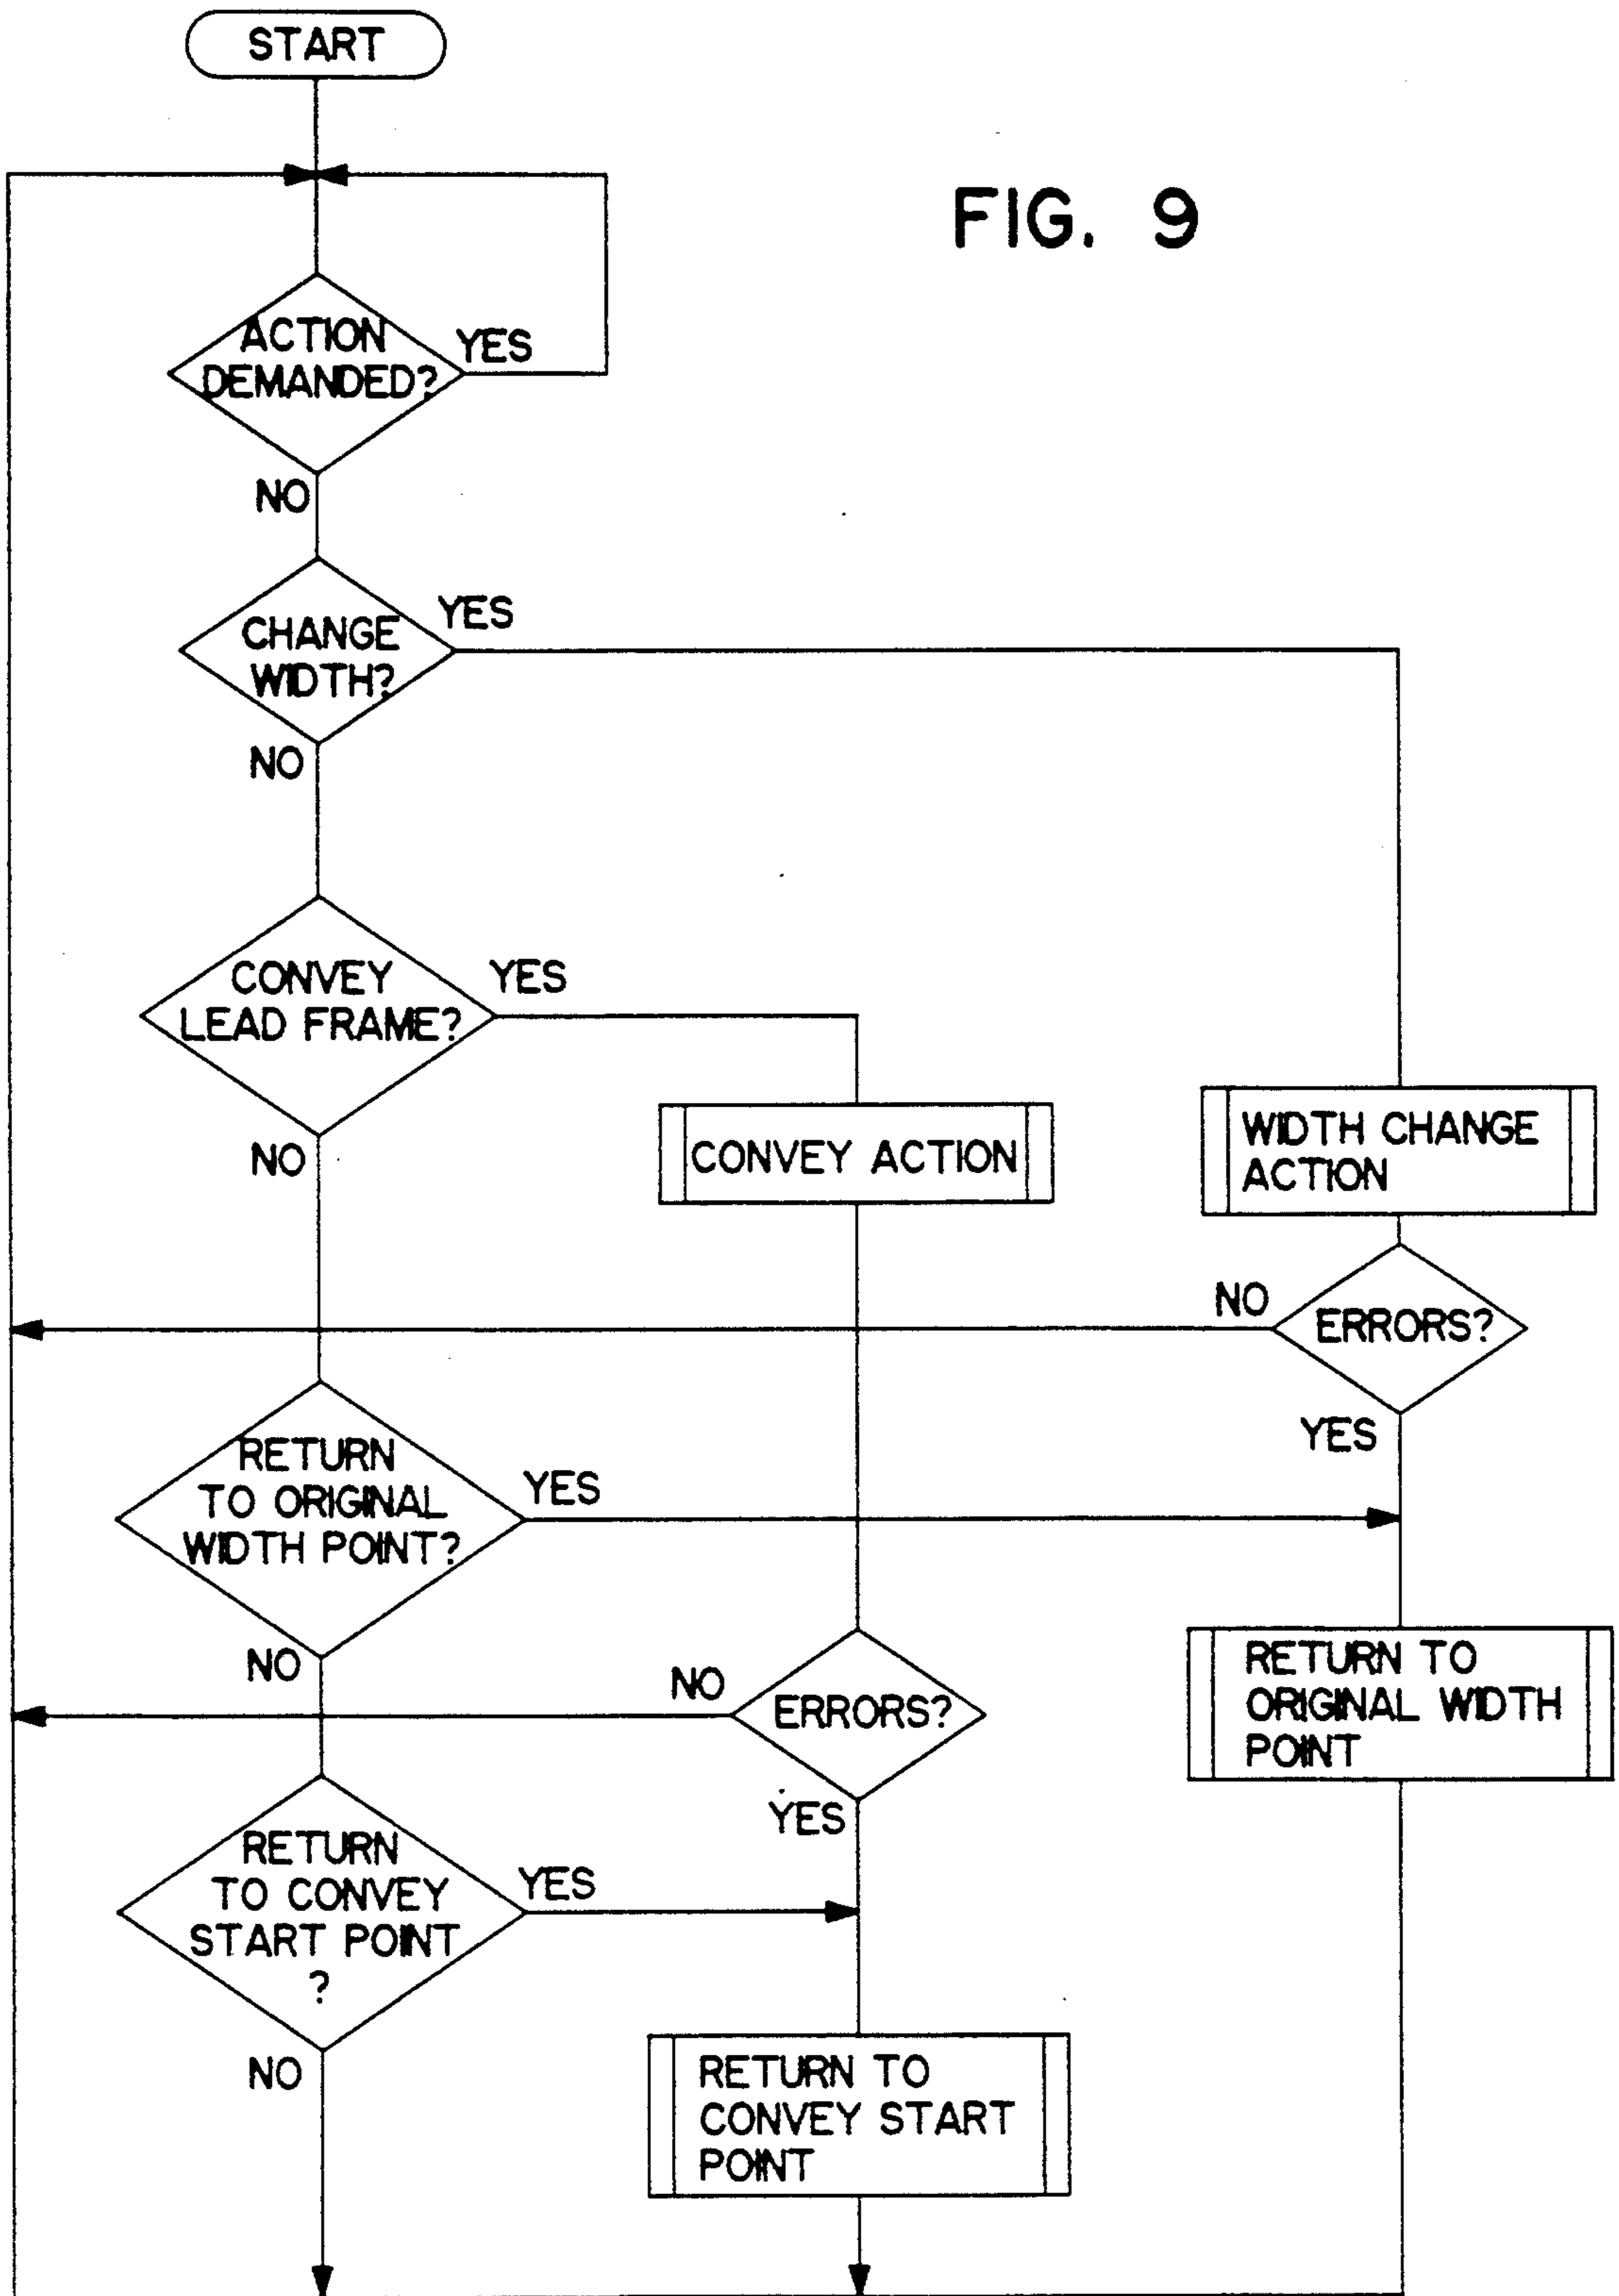 START
FIG. 9
ACTION
DEMANDED?
YES
NO
CHANGE
WIDTH?
YES
NO
CONVEY
LEAD FRAME?
YES
NO
CONVEY ACTION
WIDTH CHANGE
ACTION
NO
ERRORS?
YES
RETURN
TO ORIGINAL
WIDTH POINT?
YES
NO
NO
ERRORS?
YES
RETURN TO
ORIGINAL WIDTH
POINT
RETURN
TO CONVEY
START POINT
?
YES
NO
RETURN TO
CONVEY START
POINT